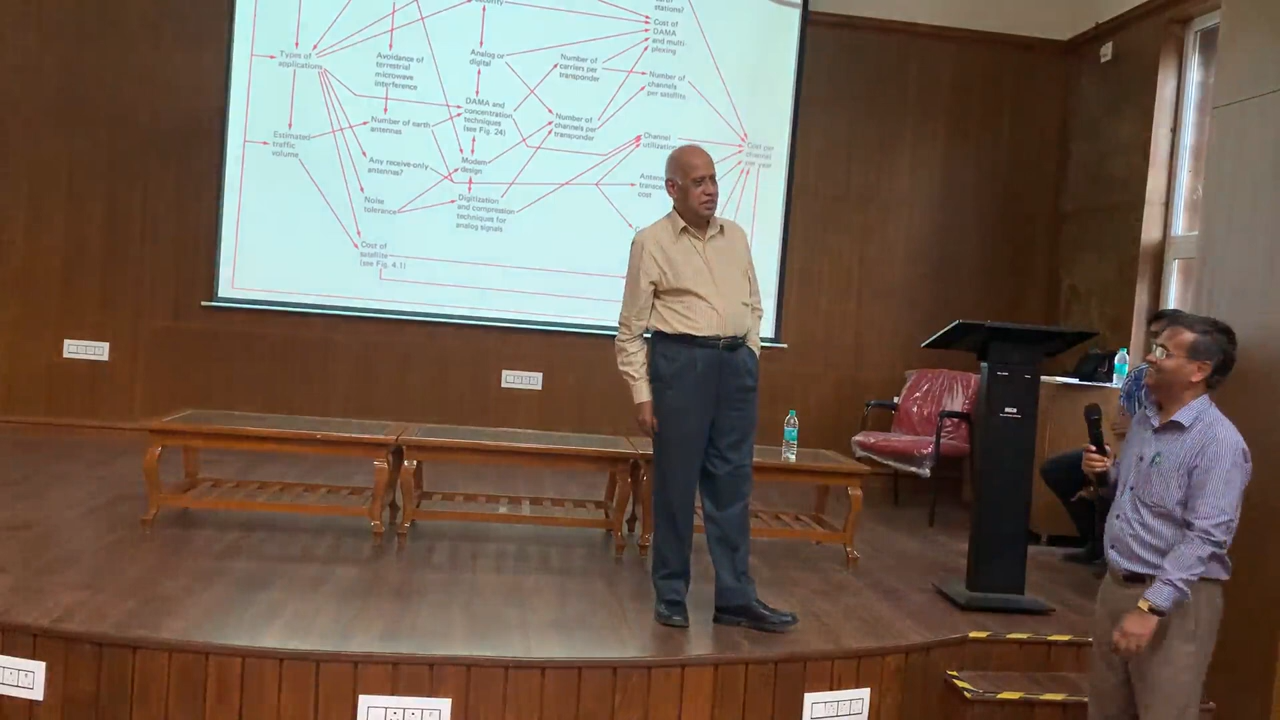 security
stations?
Cost of
DAMA
and multi-
plexing
Types of
applications
Avoidance of
terrestrial
microwave
interference
Analog or
digital
Number of
carriers per
transponder
Number of
channels
per satellite
DAMA and
concentration
techniques
(see Fig. 24)
Number of earth
antennas
Number of
channels per
transponder
Estimated
traffic
volume
Channel
utilization
Cost per
channel
per year
Any receive-only
antennas?
Modem
design
Noise
tolerance
Digitization
and compression
techniques for
analog signals
cost
Cost of
satellite
(see Fig. 4.1)